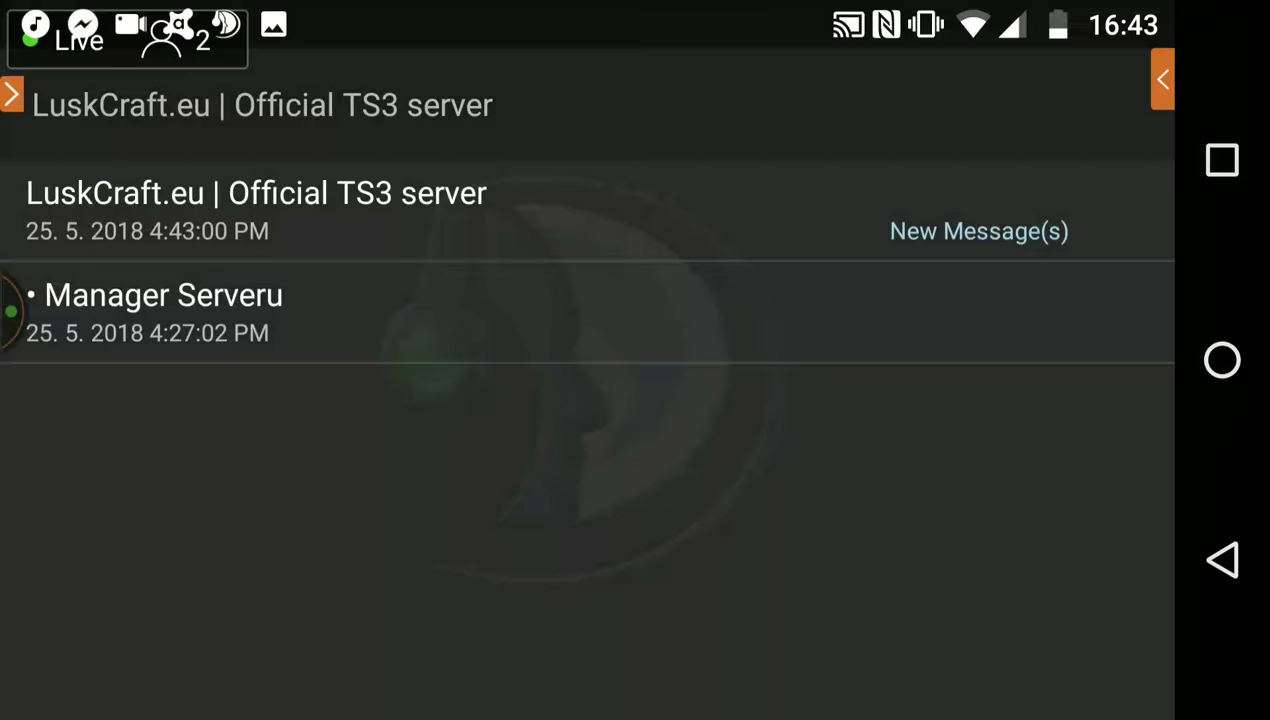 16:43
Live 2
LuskCraft.eu | Official TS3 server
LuskCraft.eu | Official TS3 server
25. 5. 2018 4:43:00 PM
New Message(s)
• Manager Serveru
25. 5. 2018 4:27:02 PM